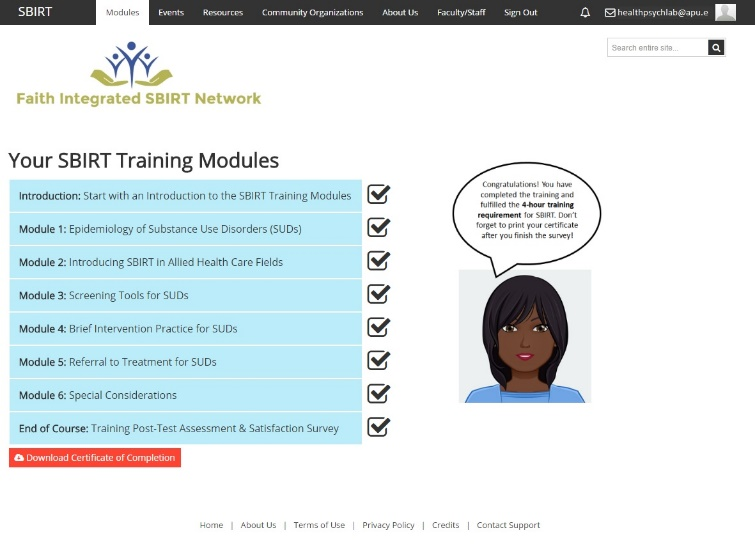 SBIRT Modules Events Resources Community Organizations About Us Faculty/Staff Sign Out healthpsychlab@apu.e
Search entire site...
Faith Integrated SBIRT Network
Your SBIRT Training Modules
Introduction: Start with an Introduction to the SBIRT Training Modules
Module 1: Epidemiology of Substance Use Disorders (SUDs)
Module 2: Introducing SBIRT in Allied Health Care Fields
Module 3: Screening Tools for SUDs
Module 4: Brief Intervention Practice for SUDs
Module 5: Referral to Treatment for SUDs
Module 6: Special Considerations
End of Course: Training Post-Test Assessment & Satisfaction Survey
Download Certificate of Completion
Congratulations! You have
completed the training and
fulfilled the 4-hour training
requirement for SBIRT. Don't
forget to print your certificate
after you finish the survey!
Home | About Us | Terms of Use | Privacy Policy | Credits | Contact Support